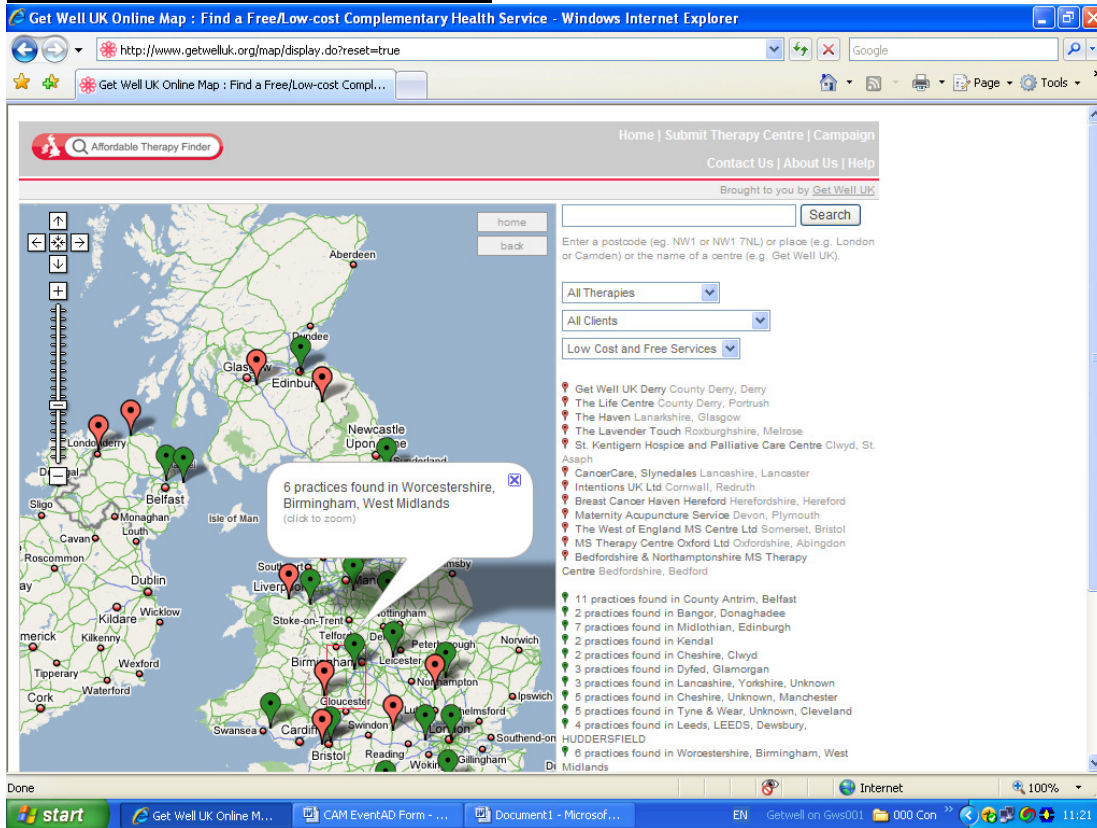 Get Well UK Online Map : Find a Free/Low-cost Complementary Health Service - Windows Internet Explorer
http://www.getwelluk.org/map/display.do?reset=true
Google
Get Well UK Online Map : Find a Free/Low-cost Compl...
Page
Tools
Affordable Therapy Finder
Home | Submit Therapy Centre | Campaign
Contact Us | About Us | Help
Brought to you by Get Well UK
home
back
Search
Enter a postcode (eg. NW1 or NW1 7NL) or place (e.g. London
or Camden) or the name of a centre (e.g. Get Well UK).
All Therapies
All Clients
Low Cost and Free Services
Get Well UK Derry County Derry, Derry
The Life Centre County Derry, Portrush
The Haven Lanarkshire, Glasgow
The Lavender Touch Roxburghshire, Melrose
St. Kentigern Hospice and Palliative Care Centre Clwyd, St.
Asaph
CancerCare, Slynedales Lancashire, Lancaster
Intentions UK Ltd Cornwall, Redruth
Breast Cancer Haven Hereford Herefordshire, Hereford
Maternity Acupuncture Service Devon, Plymouth
The West of England MS Centre Ltd Somerset, Bristol
MS Therapy Centre Oxford Ltd Oxfordshire, Abingdon
Bedfordshire & Northamptonshire MS Therapy
Centre Bedfordshire, Bedford
11 practices found in County Antrim, Belfast
2 practices found in Bangor, Donaghadee
7 practices found in Midlothian, Edinburgh
2 practices found in Kendal
2 practices found in Cheshire, Clwyd
3 practices found in Dyfed, Glamorgan
3 practices found in Lancashire, Yorkshire, Unknown
5 practices found in Cheshire, Unknown, Manchester
5 practices found in Tyne & Wear, Unknown, Cleveland
4 practices found in Leeds, LEEDS, Dewsbury,
HUDDERSFIELD
6 practices found in Worcestershire, Birmingham, West
Midlands
Aberdeen
Dundee
Edinburg
Newcastle
Upon
Sunderland
6 practices found in Worcestershire,
Birmingham, West Midlands
(click to zoom)
Belfast
Sligo
Monaghan
Isle of Man
Cavan
Louth
Roscommon
Dublin
Liverp
Kildare
Wicklow
Stoke-on-Trent
Telford
Norwich
Kilkenny
Birmingham
Leicester
Wexford
Tipperary
Northampton
Ipswich
Cork
Waterford
Gloucester
Swansea
Cardiff
Swindon
Southend-on
Bristol
Reading
Gillingham
Done
Internet
100%
start
Get Well UK Online M...
CAM EventAD Form - ...
Document1 - Microsof...
EN
Getwell on Gws001
000 Con
11:21